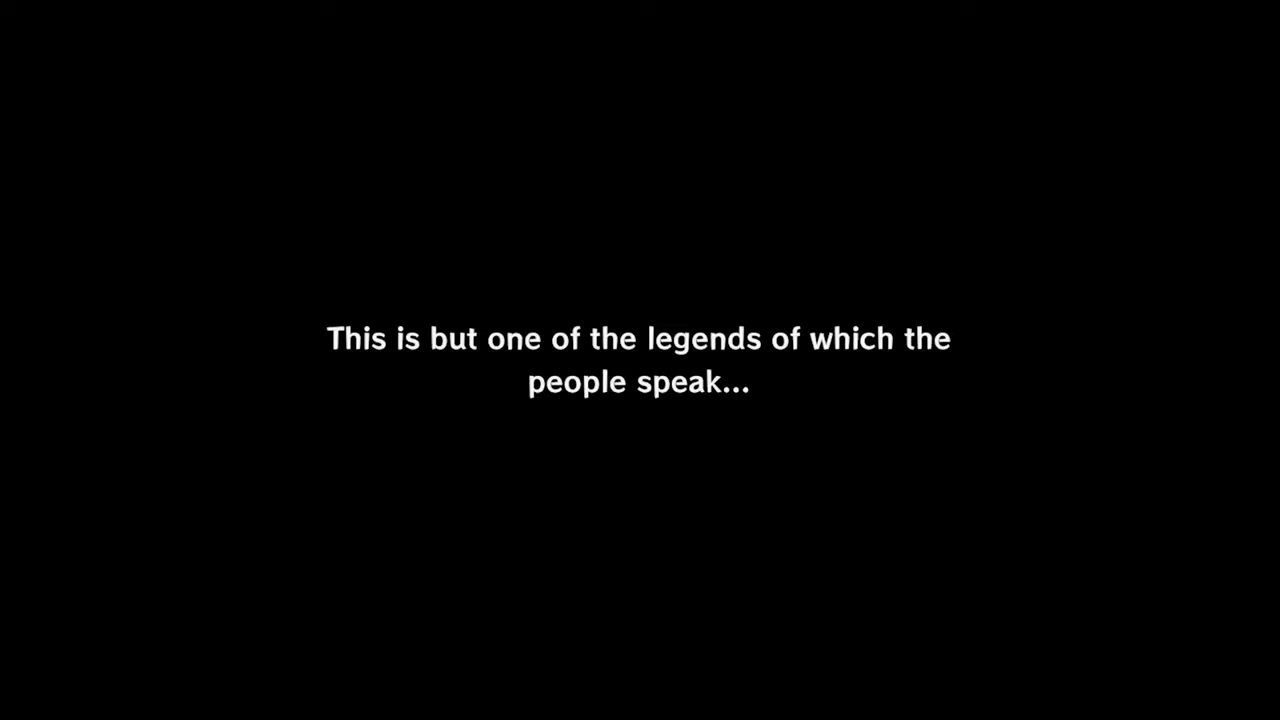 This is but one of the legends of which the
people speak...